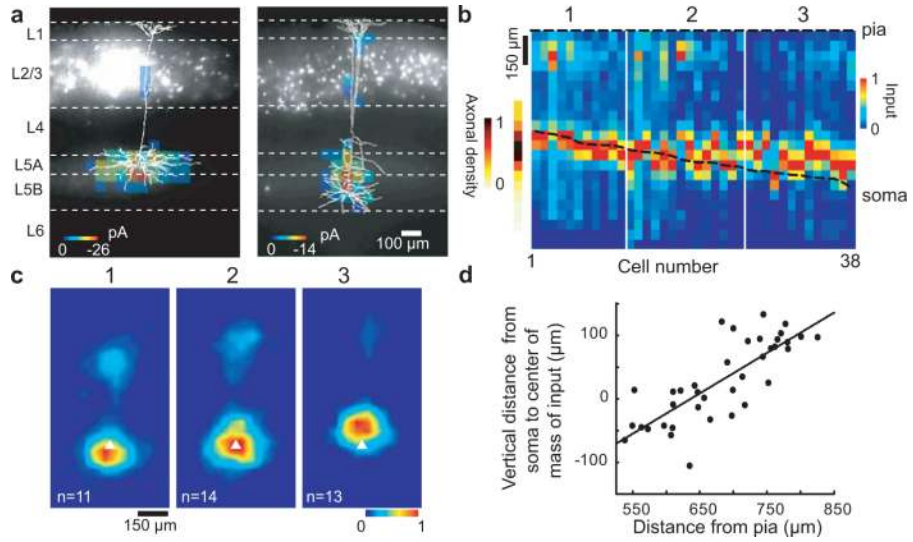 a
L1
L2/3
L4
L5A
L5B
L6
pA
0 -26
pA
0 -14
100 µm
b
1 2 3
pia
150 µm
Axonal density
1
0
1
Input
0
soma
1 Cell number 38
c
1 2 3
n=11 n=14 n=13
150 µm
0 1
d
Vertical distance from
soma to center of
mass of input (µm)
100
0
-100
550 650 750 850
Distance from pia (µm)